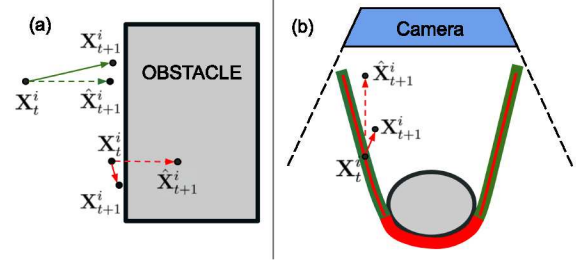 (a)
X^i_{t+1}
OBSTACLE
X^i_t
X̂^i_{t+1}
X^i_t
X̂^i_{t+1}
X^i_{t+1}
(b)
Camera
X̂^i_{t+1}
X^i_{t+1}
X^i_t